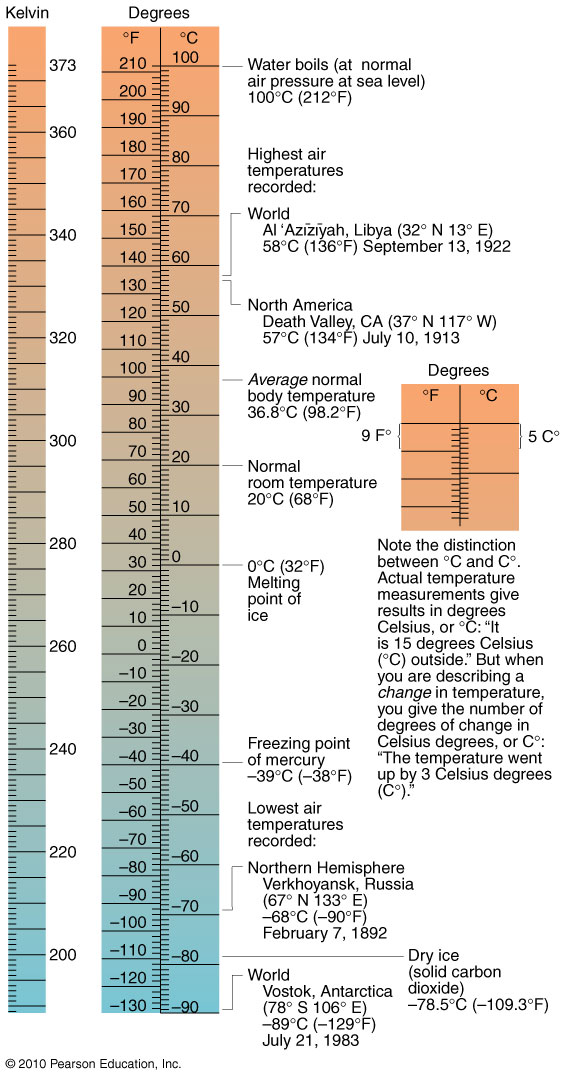 Kelvin
Degrees
°F
°C
373
360
340
320
300
280
260
240
220
200
210
200
190
180
170
160
150
140
130
120
110
100
90
80
70
60
50
40
30
20
10
0
–10
–20
–30
–40
–50
–60
–70
–80
–90
–100
–110
–120
–130
100
90
80
70
60
50
40
30
20
10
0
–10
–20
–30
–40
–50
–60
–70
–80
–90
Water boils (at normal
air pressure at sea level)
100°C (212°F)
Highest air
temperatures
recorded:
World
Al ‘Azīzīyah, Libya (32° N 13° E)
58°C (136°F) September 13, 1922
North America
Death Valley, CA (37° N 117° W)
57°C (134°F) July 10, 1913
Average normal
body temperature
36.8°C (98.2°F)
Normal
room temperature
20°C (68°F)
0°C (32°F)
Melting
point of
ice
Freezing point
of mercury
–39°C (–38°F)
Lowest air
temperatures
recorded:
Northern Hemisphere
Verkhoyansk, Russia
(67° N 133° E)
–68°C (–90°F)
February 7, 1892
World
Vostok, Antarctica
(78° S 106° E)
–89°C (–129°F)
July 21, 1983
Dry ice
(solid carbon
dioxide)
–78.5°C (–109.3°F)
Degrees
°F
°C
9 F°
5 C°
Note the distinction
between °C and C°.
Actual temperature
measurements give
results in degrees
Celsius, or °C: “It
is 15 degrees Celsius
(°C) outside.” But when
you are describing a
change in temperature,
you give the number of
degrees of change in
Celsius degrees, or C°:
“The temperature went
up by 3 Celsius degrees
(C°).”
© 2010 Pearson Education, Inc.